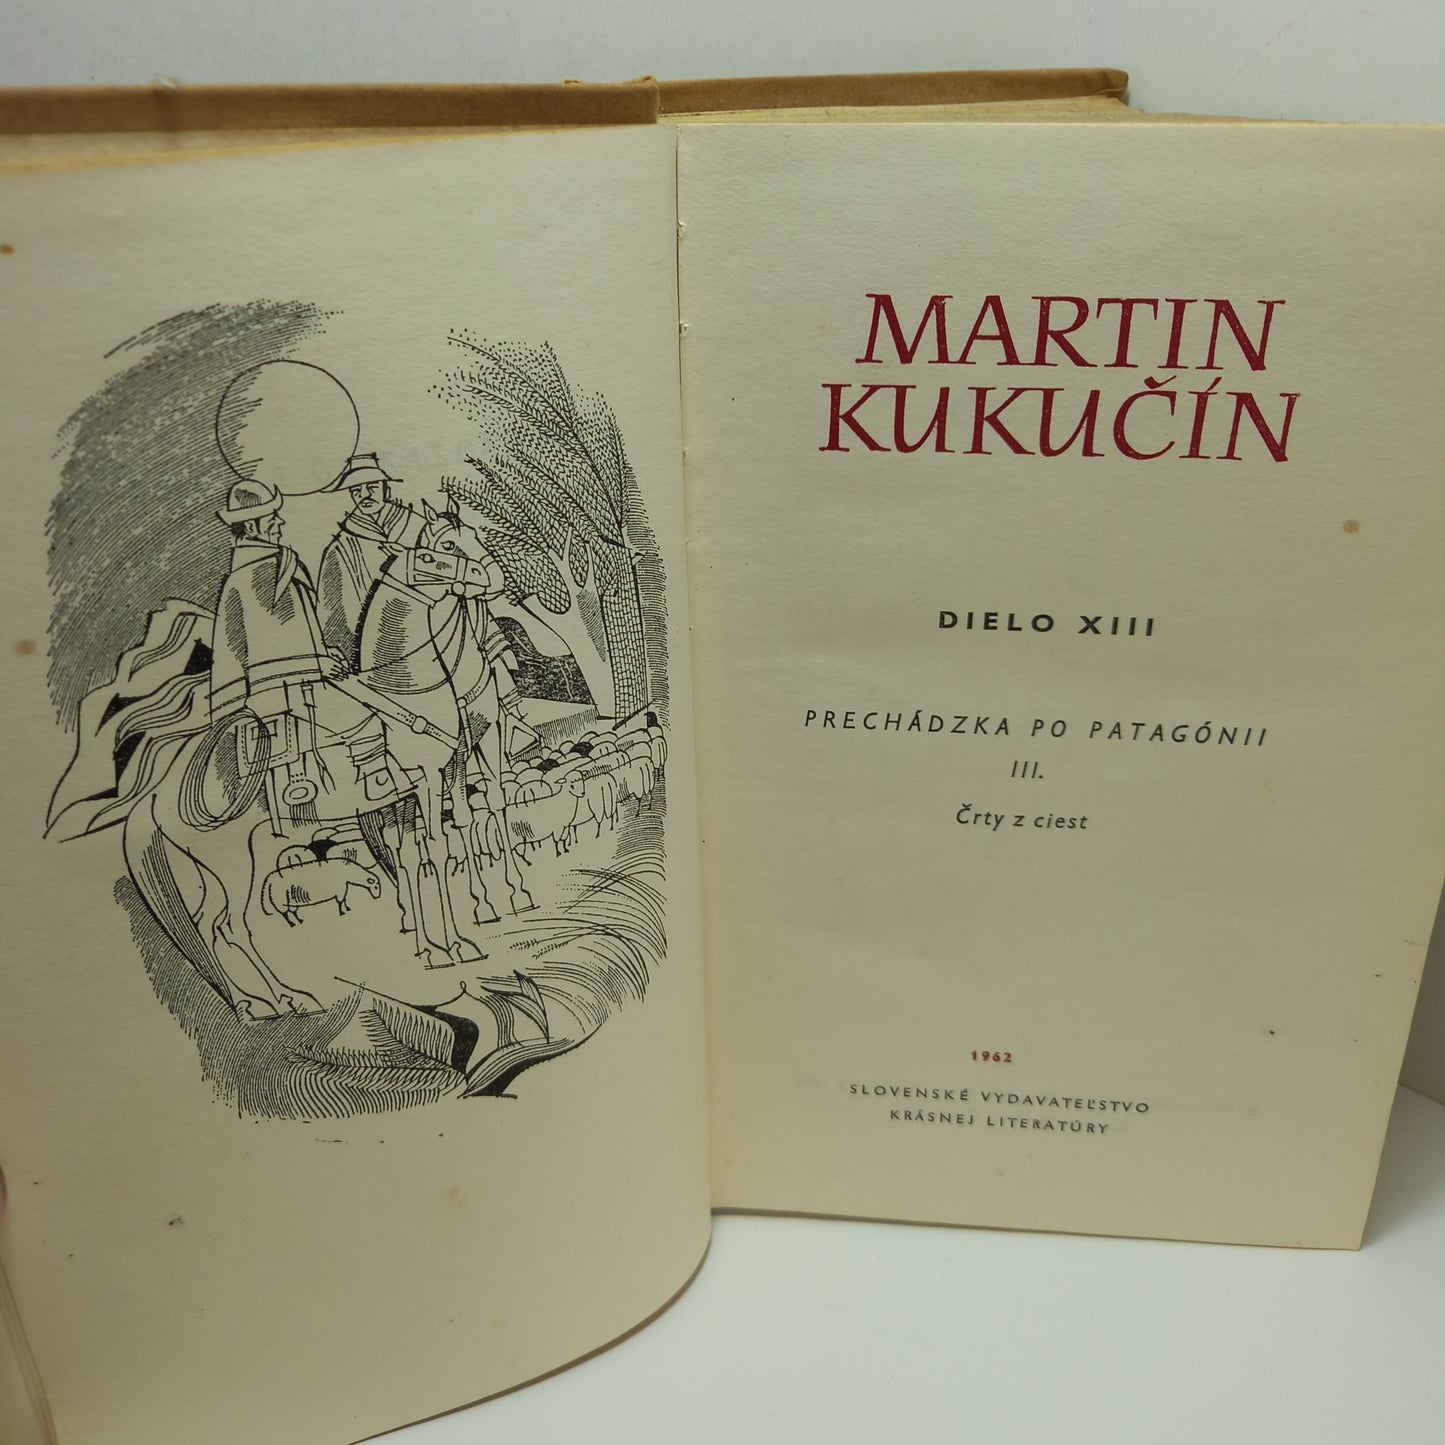 MARTIN
KUKUČÍN
DIELO XIII
PRECHÁDZKA PO PATAGÓNII
III.
Črty z ciest
1962
SLOVENSKÉ VYDAVATEĽSTVO
KRÁSNEJ LITERATÚRY